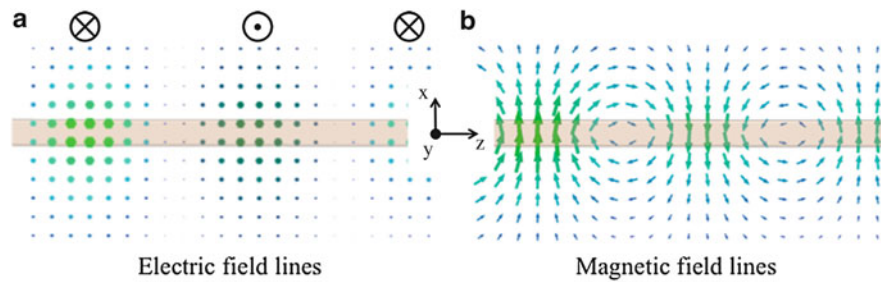 a
b
x
y
z
Electric field lines
Magnetic field lines